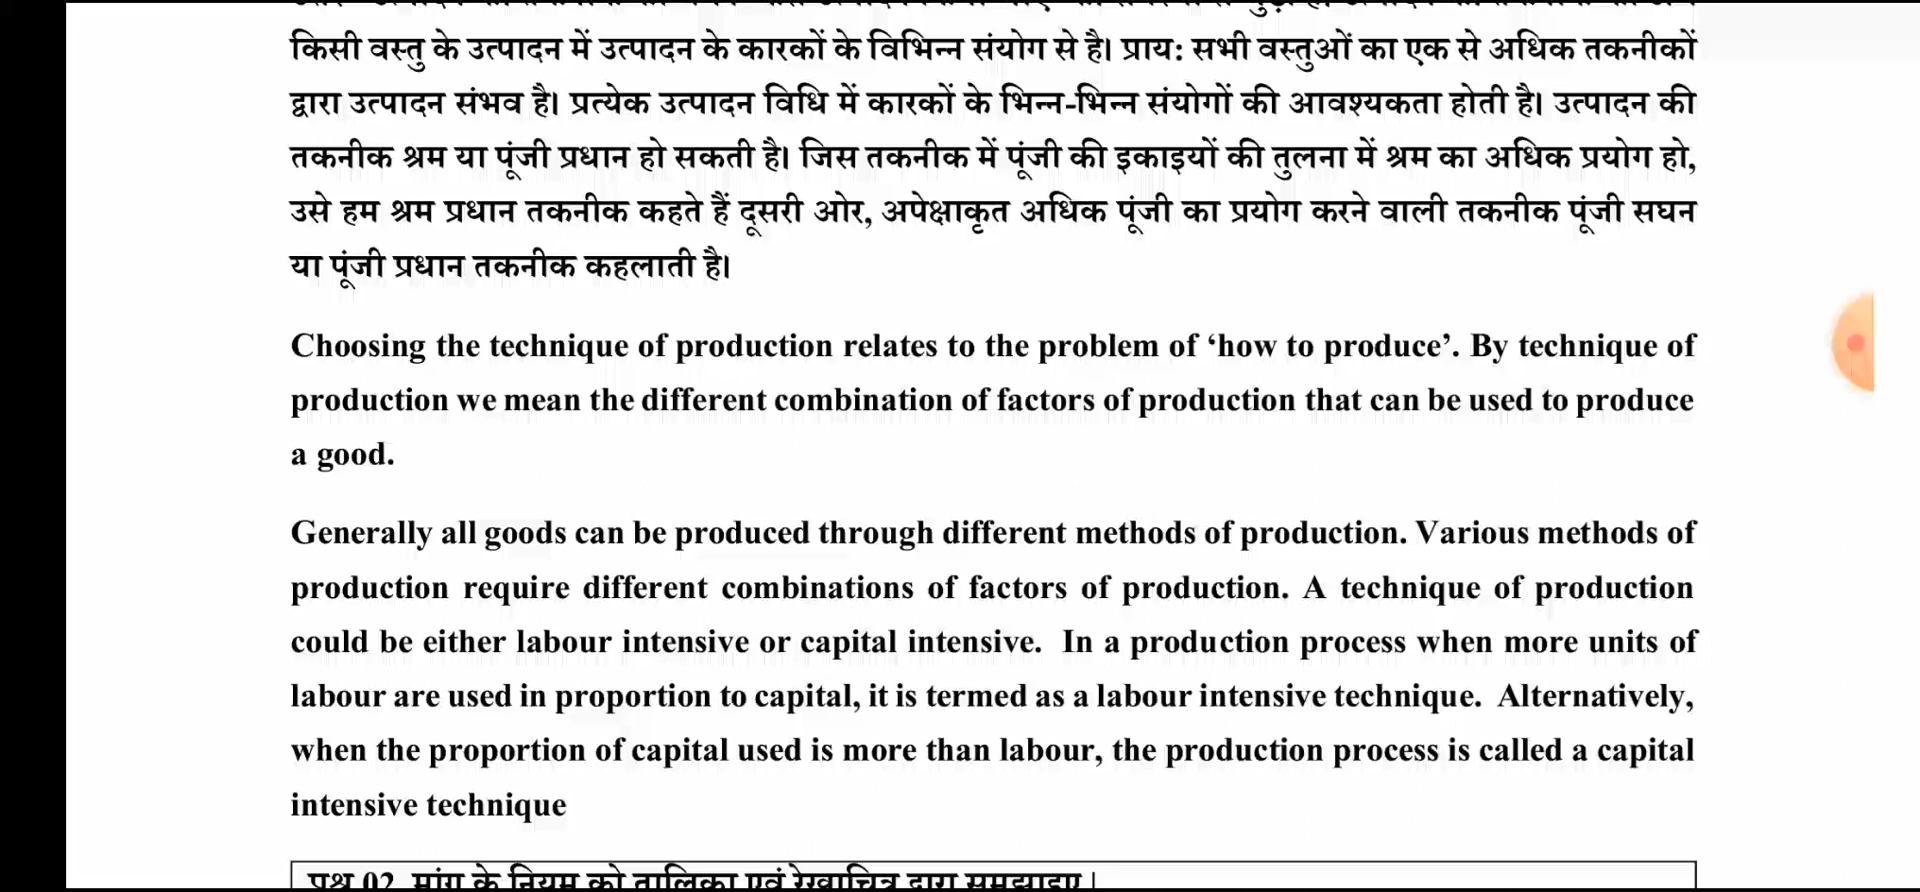 किसी वस्तु के उत्पादन में उत्पादन के कारकों के विभिन्न संयोग से है। प्राय: सभी वस्तुओं का एक से अधिक तकनीकों
द्वारा उत्पादन संभव है। प्रत्येक उत्पादन विधि में कारकों के भिन्न-भिन्न संयोगों की आवश्यकता होती है। उत्पादन की
तकनीक श्रम या पूंजी प्रधान हो सकती है। जिस तकनीक में पूंजी की इकाइयों की तुलना में श्रम का अधिक प्रयोग हो,
उसे हम श्रम प्रधान तकनीक कहते हैं दूसरी ओर, अपेक्षाकृत अधिक पूंजी का प्रयोग करने वाली तकनीक पूंजी सघन
या पूंजी प्रधान तकनीक कहलाती है।
Choosing the technique of production relates to the problem of ‘how to produce’. By technique of
production we mean the different combination of factors of production that can be used to produce
a good.
Generally all goods can be produced through different methods of production. Various methods of
production require different combinations of factors of production. A technique of production
could be either labour intensive or capital intensive. In a production process when more units of
labour are used in proportion to capital, it is termed as a labour intensive technique. Alternatively,
when the proportion of capital used is more than labour, the production process is called a capital
intensive technique
प्रश्न 02 मांग के नियम को तालिका एवं रेखाचित्र द्वारा समझाइए |